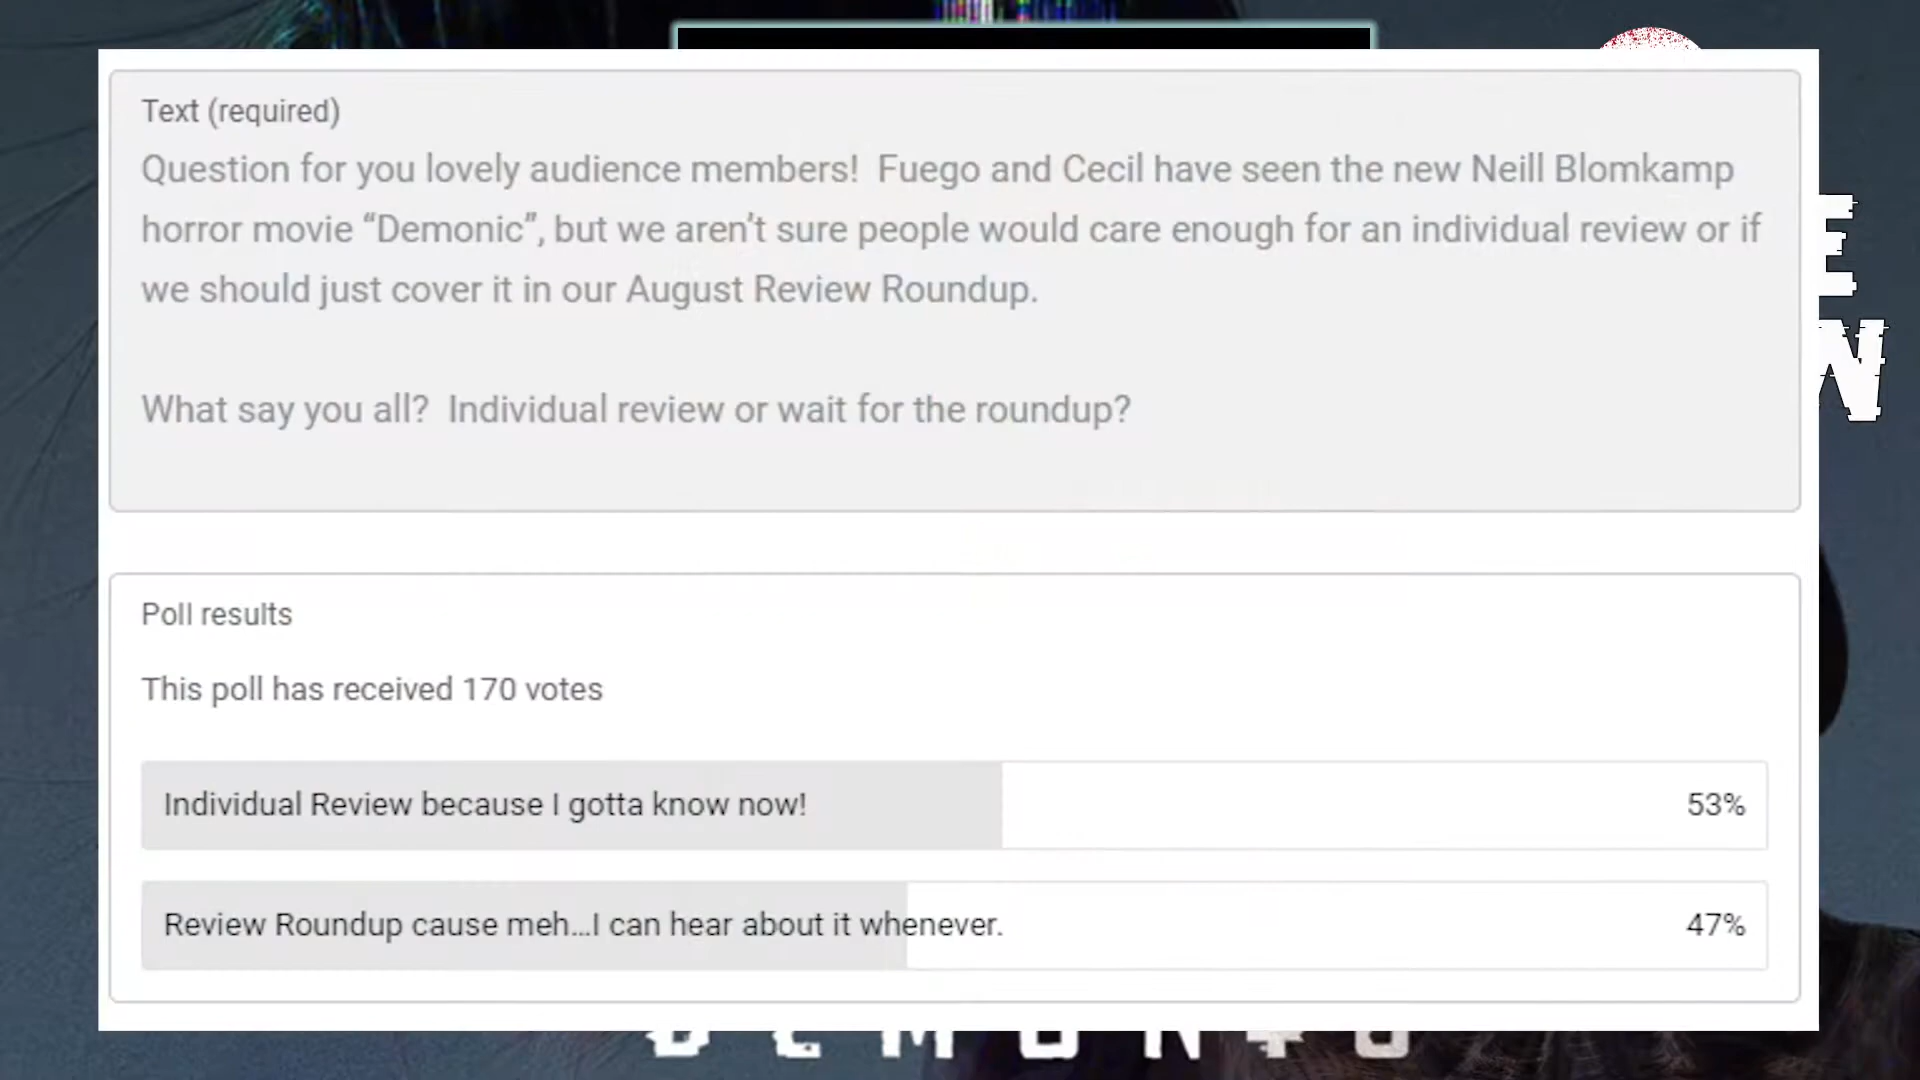 Text (required)
Question for you lovely audience members!  Fuego and Cecil have seen the new Neill Blomkamp
horror movie “Demonic”, but we aren’t sure people would care enough for an individual review or if
we should just cover it in our August Review Roundup.
What say you all?  Individual review or wait for the roundup?
Poll results
This poll has received 170 votes
Individual Review because I gotta know now!
53%
Review Roundup cause meh...I can hear about it whenever.
47%